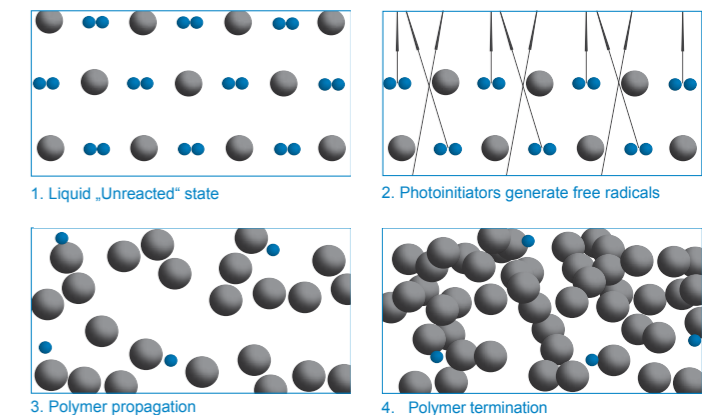 1. Liquid „Unreacted“ state
2. Photoinitiators generate free radicals
3. Polymer propagation
4. Polymer termination